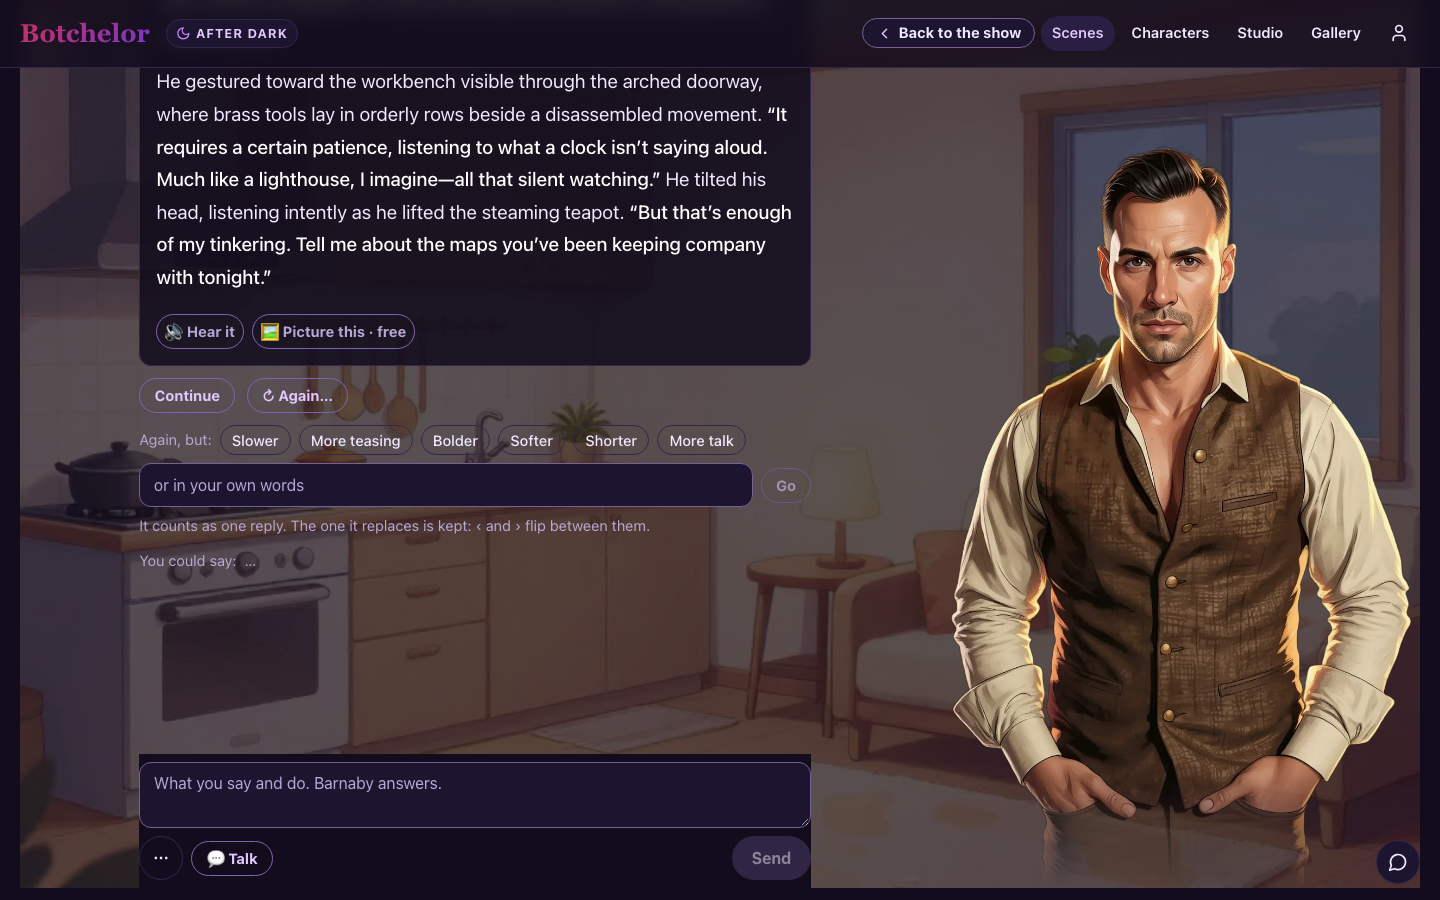 Botchelor
AFTER DARK
Back to the show
Scenes
Characters
Studio
Gallery
He gestured toward the workbench visible through the arched doorway,
where brass tools lay in orderly rows beside a disassembled movement. “It
requires a certain patience, listening to what a clock isn’t saying aloud.
Much like a lighthouse, I imagine—all that silent watching.” He tilted his
head, listening intently as he lifted the steaming teapot. “But that’s enough
of my tinkering. Tell me about the maps you’ve been keeping company
with tonight.”
Hear it
Picture this · free
Continue
↻ Again...
Again, but:
Slower
More teasing
Bolder
Softer
Shorter
More talk
or in your own words
Go
It counts as one reply. The one it replaces is kept: ‹ and › flip between them.
You could say: ...
What you say and do. Barnaby answers.
Talk
Send